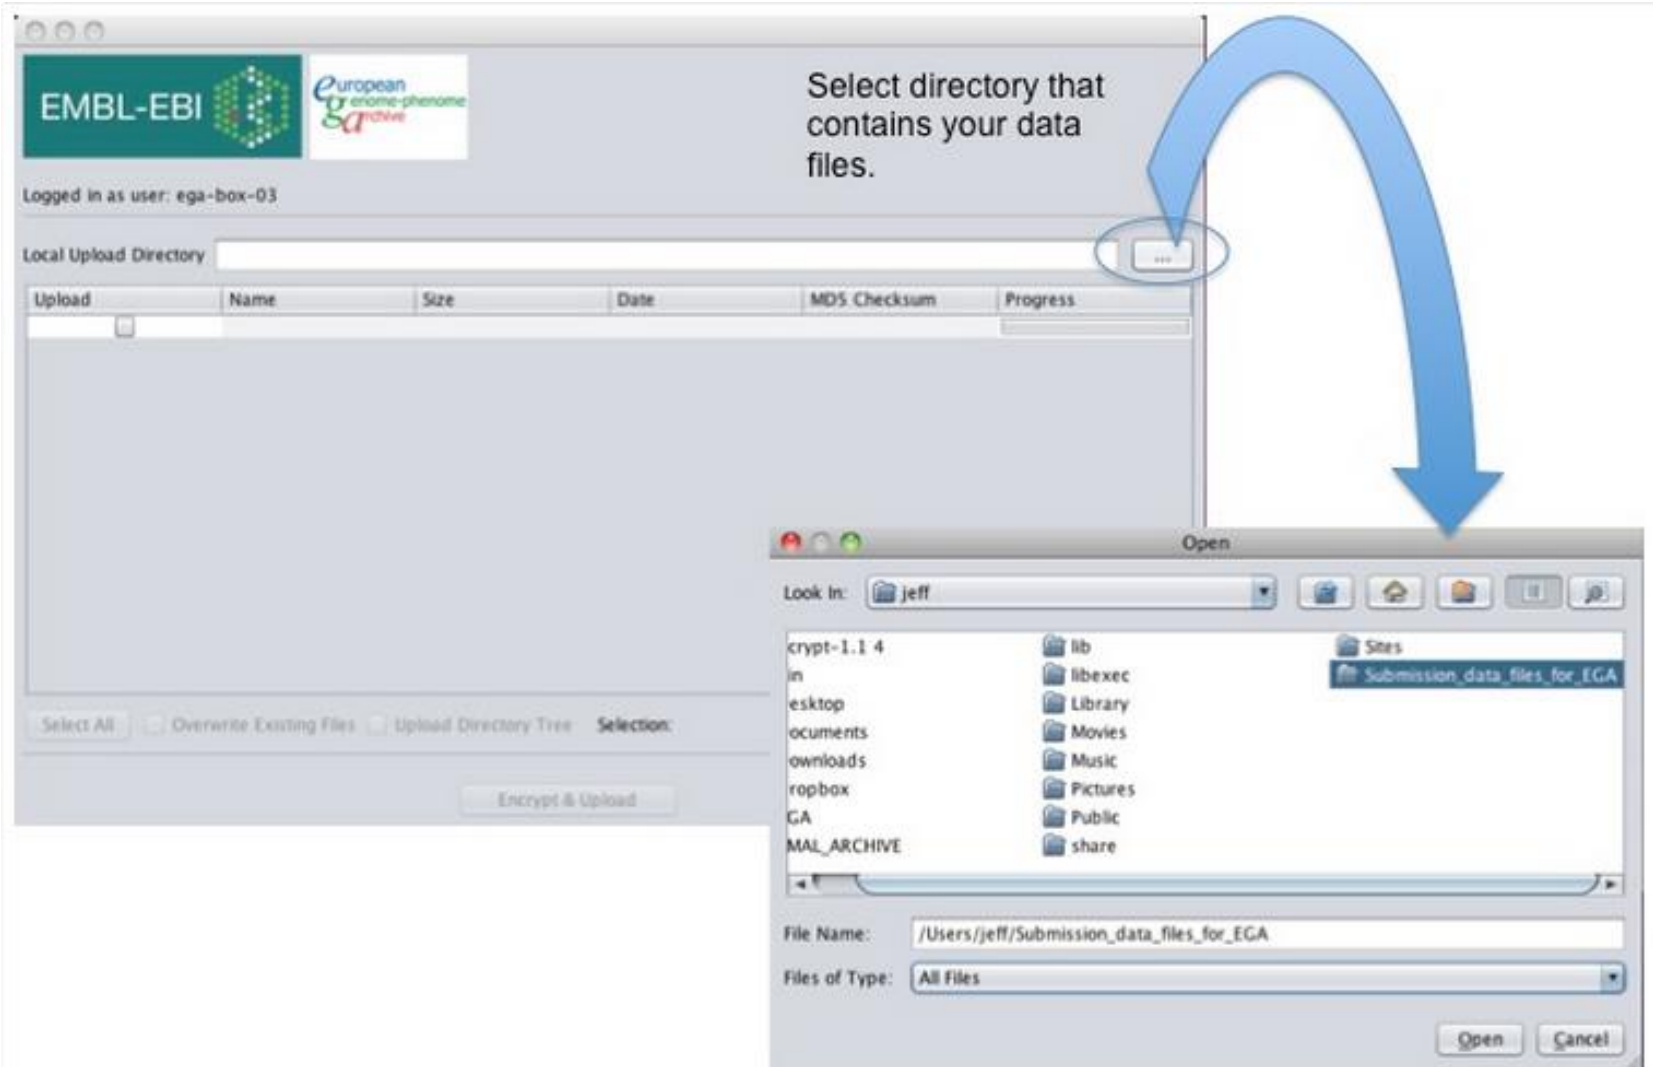 EMBL-EBI
european
genome-phenome
archive
Select directory that
contains your data
files.
Logged in as user: ega-box-03
Local Upload Directory
...
Upload Name Size Date MD5 Checksum Progress
Select All Overwrite Existing Files Upload Directory Tree Selection:
Encrypt & Upload
Open
Look In: jeff
crypt-1.1 4 lib Sites
in libexec Submission_data_files_for_EGA
esktop Library
ocuments Movies
ownloads Music
ropbox Pictures
GA Public
MAL_ARCHIVE share
File Name: /Users/jeff/Submission_data_files_for_EGA
Files of Type: All Files
Open Cancel